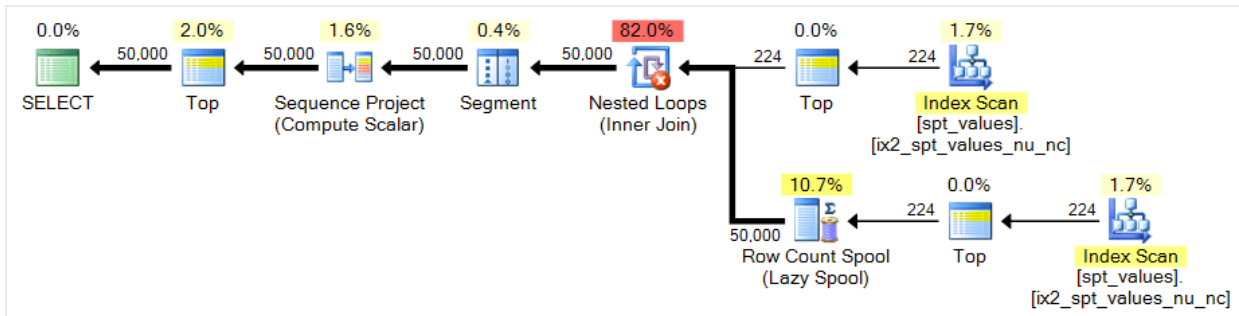 0.0%
2.0%
1.6%
0.4%
82.0%
0.0%
1.7%
50,000
50,000
50,000
50,000
224
224
SELECT
Top
Sequence Project
(Compute Scalar)
Segment
Nested Loops
(Inner Join)
Top
Index Scan
[spt_values].
[ix2_spt_values_nu_nc]
10.7%
0.0%
1.7%
50,000
224
224
Row Count Spool
(Lazy Spool)
Top
Index Scan
[spt_values].
[ix2_spt_values_nu_nc]